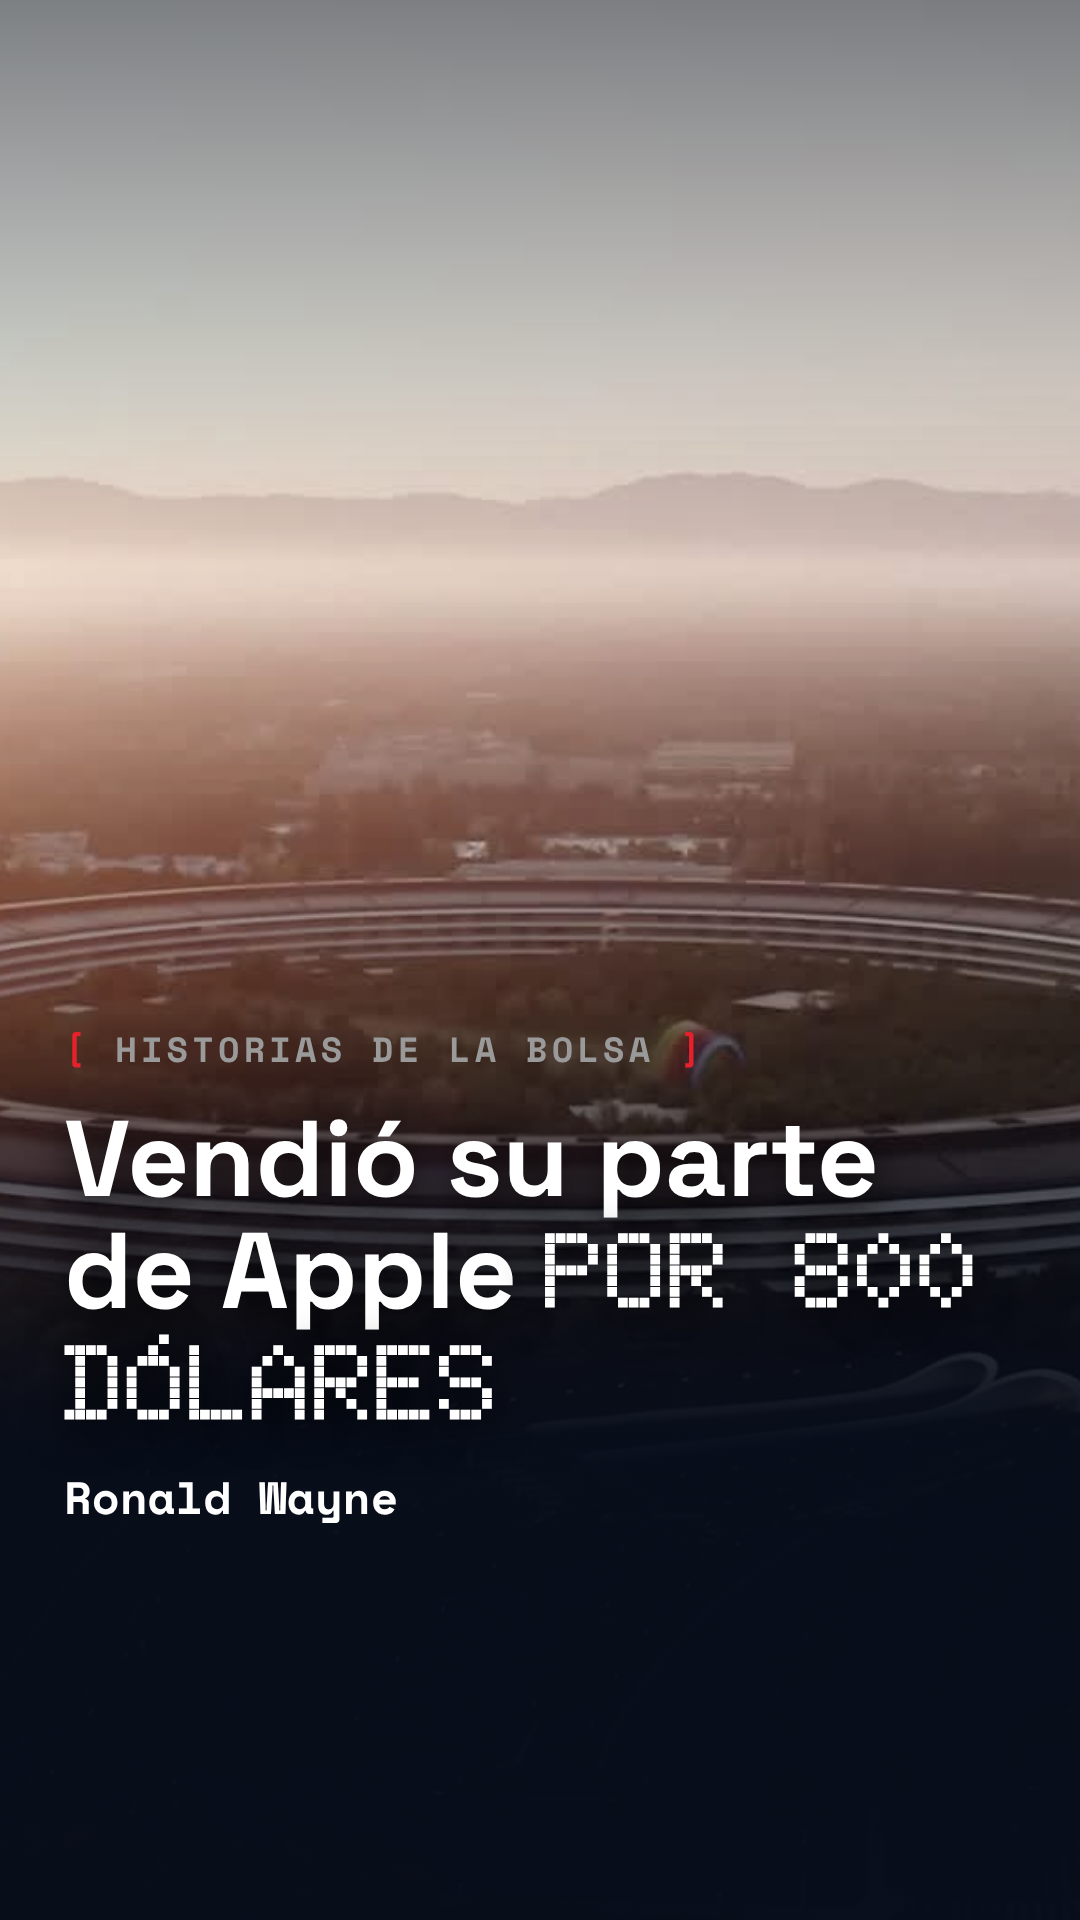 [ HISTORIAS DE LA BOLSA ]
Vendió su parte
de Apple POR 800
DÓLARES
Ronald Wayne